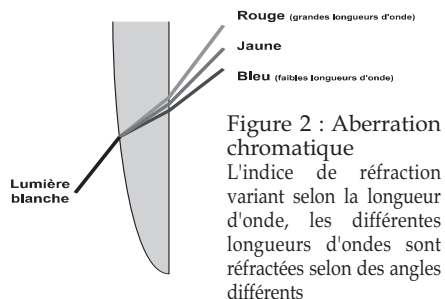 Rouge (grandes longueurs d'onde)
Jaune
Bleu (faibles longueurs d'onde)
Lumière
blanche
Figure 2 : Aberration
chromatique
L'indice de réfraction
variant selon la longueur
d'onde, les différentes
longueurs d'ondes sont
réfractées selon des angles
différents